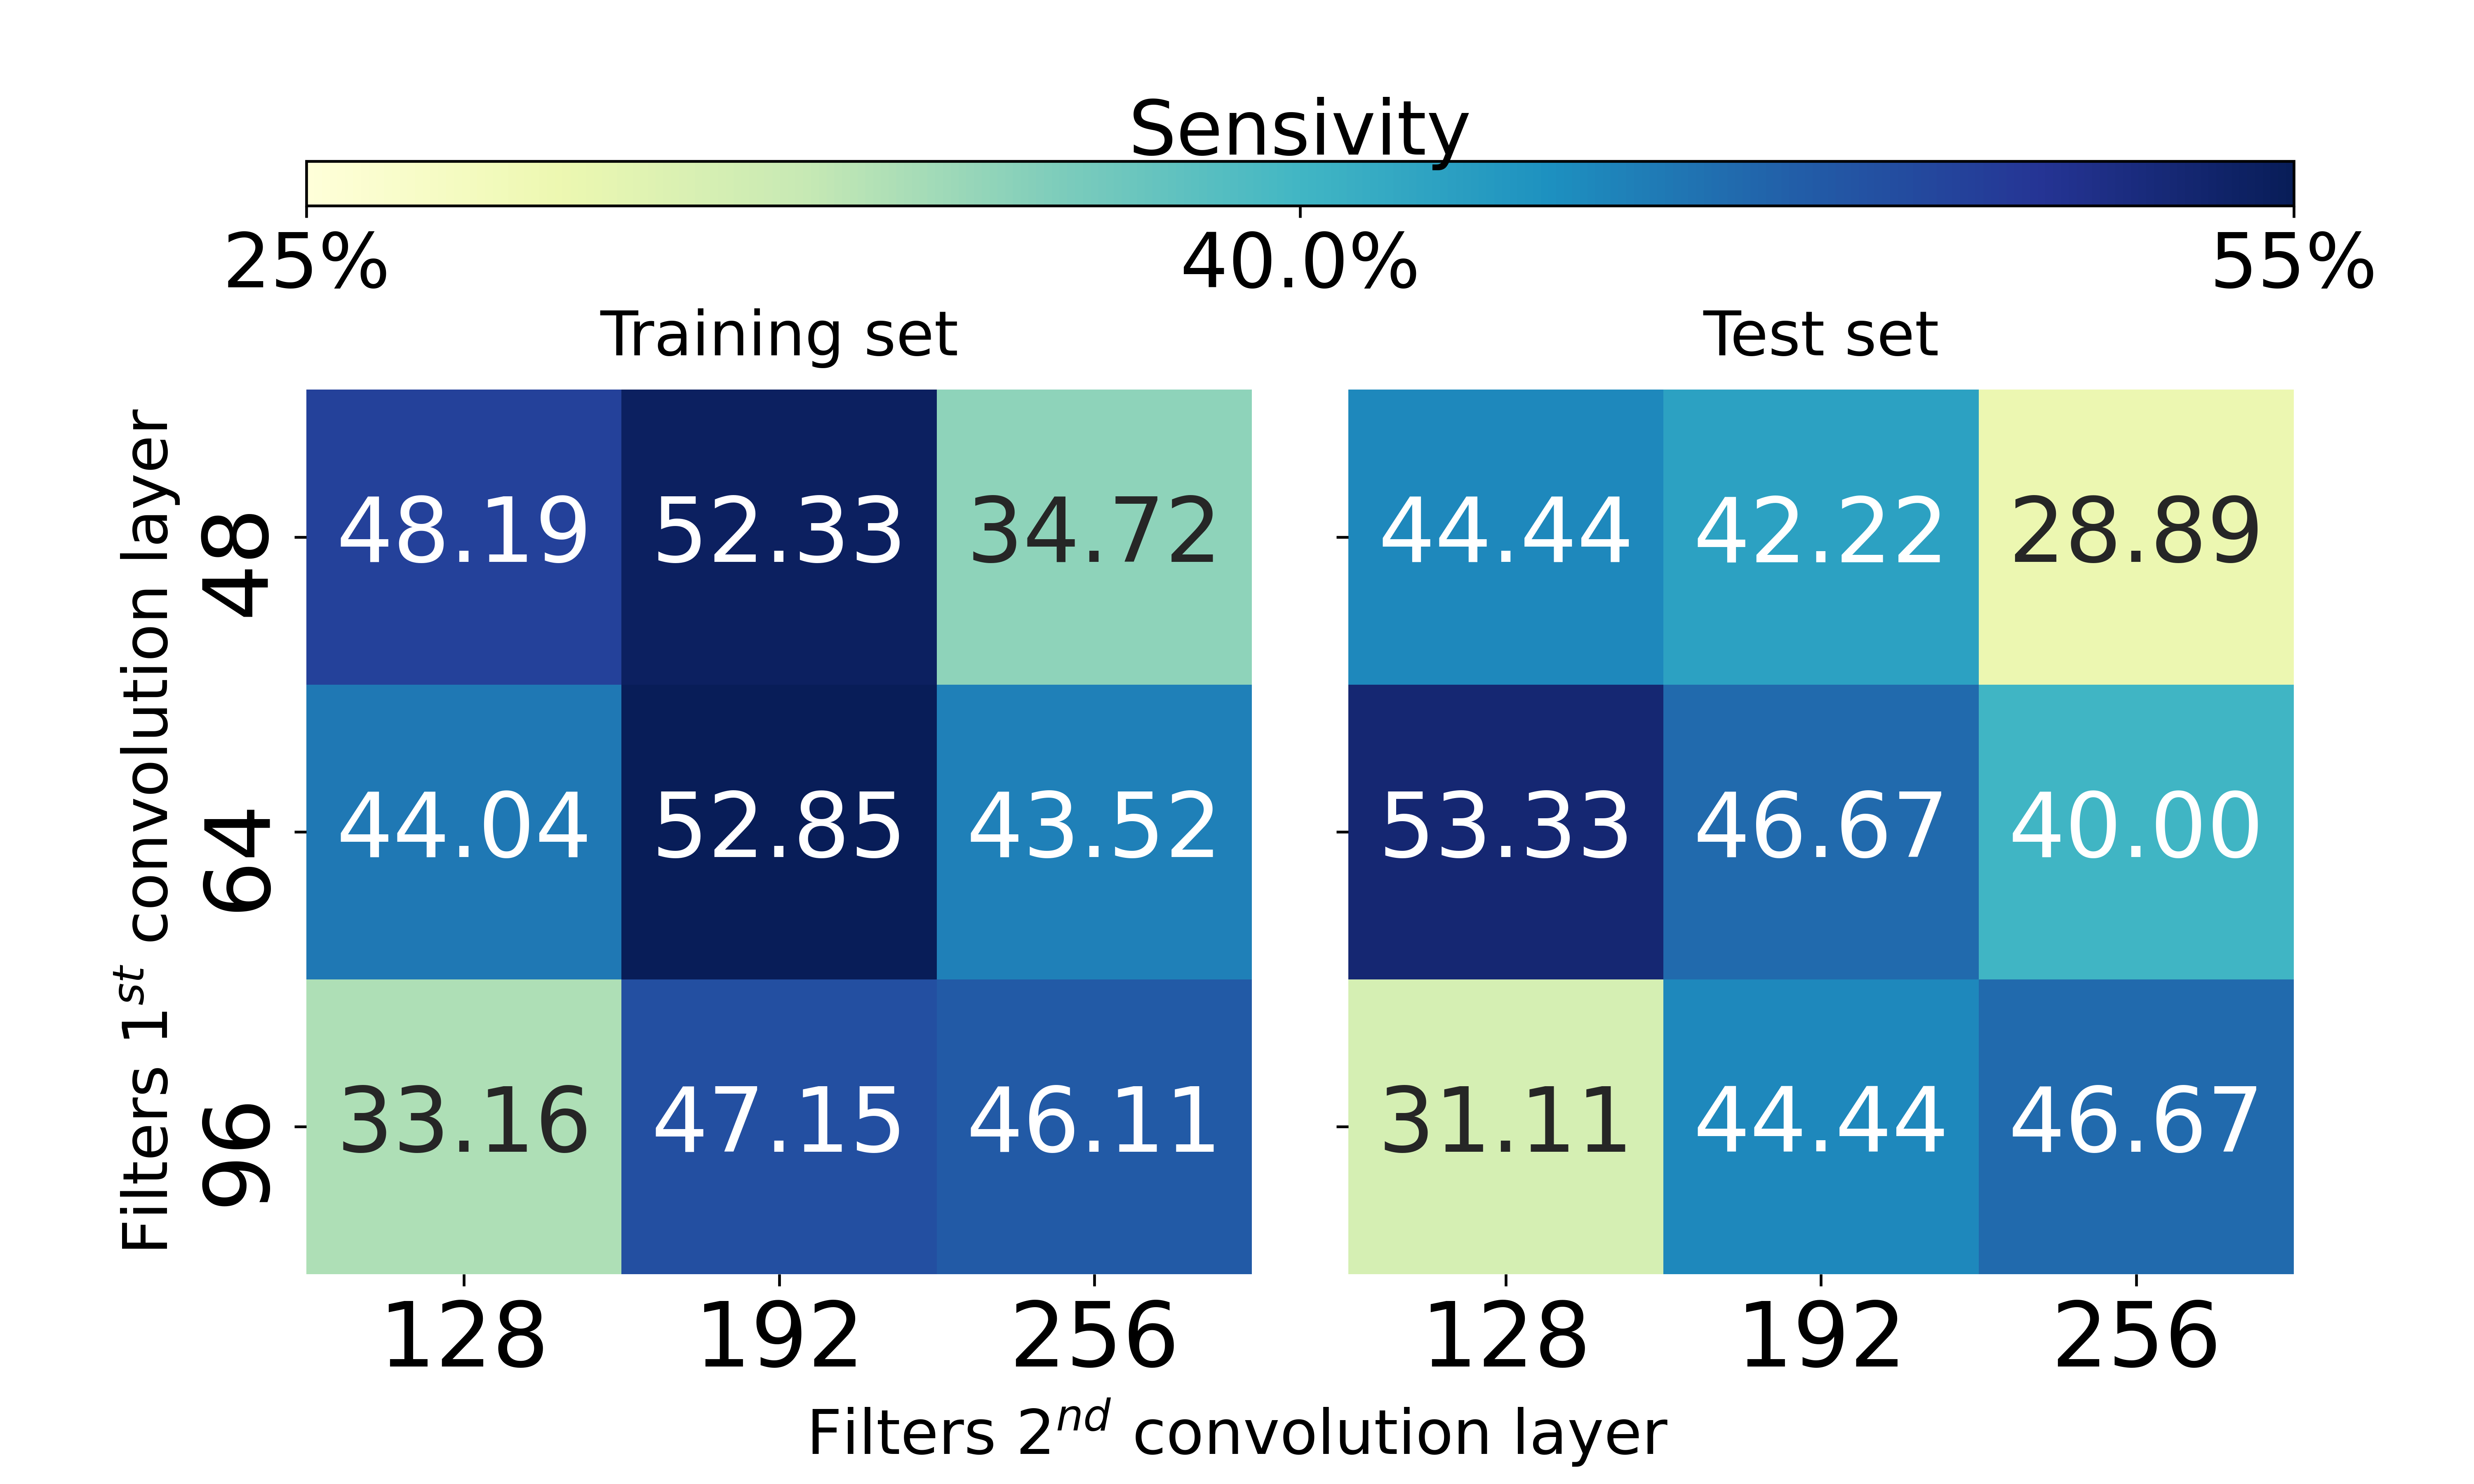 Sensivity
25% 40.0% 55%
Training set Test set
Filters 1st convolution layer
48 48.19 52.33 34.72 44.44 42.22 28.89
64 44.04 52.85 43.52 53.33 46.67 40.00
96 33.16 47.15 46.11 31.11 44.44 46.67
128 192 256 128 192 256
Filters 2nd convolution layer